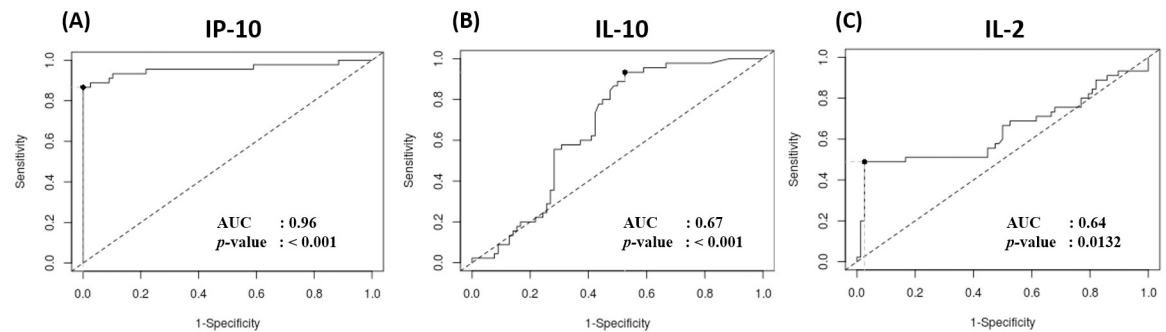 (A) IP-10
Sensitivity
1.0
0.8
0.6
0.4
0.2
0.0
AUC : 0.96
p-value : < 0.001
0.0 0.2 0.4 0.6 0.8 1.0
1-Specificity
(B) IL-10
Sensitivity
1.0
0.8
0.6
0.4
0.2
0.0
AUC : 0.67
p-value : < 0.001
0.0 0.2 0.4 0.6 0.8 1.0
1-Specificity
(C) IL-2
Sensitivity
1.0
0.8
0.6
0.4
0.2
0.0
AUC : 0.64
p-value : 0.0132
0.0 0.2 0.4 0.6 0.8 1.0
1-Specificity